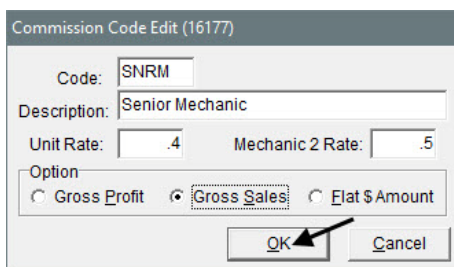 Commission Code Edit (16177)
Code: SNRM
Description: Senior Mechanic
Unit Rate: .4 Mechanic 2 Rate: .5
Option
Gross Profit Gross Sales Flat $ Amount
OK Cancel